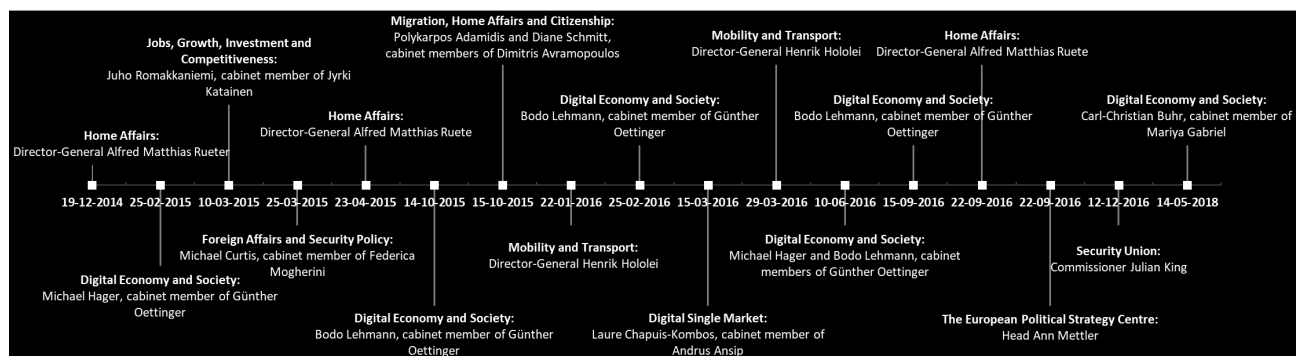 Migration, Home Affairs and Citizenship:
Polykarpos Adamidis and Diane Schmitt,
cabinet members of Dimitris Avramopoulos
Jobs, Growth, Investment and
Competitiveness:
Juho Romakkaniemi, cabinet member of Jyrki
Katainen
Mobility and Transport:
Director-General Henrik Hololei
Home Affairs:
Director-General Alfred Matthias Ruete
Digital Economy and Society:
Bodo Lehmann, cabinet member of Günther
Oettinger
Digital Economy and Society:
Bodo Lehmann, cabinet member of Günther
Oettinger
Digital Economy and Society:
Carl-Christian Buhr, cabinet member of
Mariya Gabriel
Home Affairs:
Director-General Alfred Matthias Ruete
Home Affairs:
Director-General Alfred Matthias Rueter
19-12-2014 25-02-2015 10-03-2015 25-03-2015 23-04-2015 14-10-2015 15-10-2015 22-01-2016 25-02-2016 15-03-2016 29-03-2016 10-06-2016 15-09-2016 22-09-2016 22-09-2016 12-12-2016 14-05-2018
Foreign Affairs and Security Policy:
Michael Curtis, cabinet member of Federica
Mogherini
Mobility and Transport:
Director-General Henrik Hololei
Digital Economy and Society:
Michael Hager and Bodo Lehmann, cabinet
members of Günther Oettinger
Security Union:
Commissioner Julian King
Digital Economy and Society:
Michael Hager, cabinet member of Günther
Oettinger
Digital Economy and Society:
Bodo Lehmann, cabinet member of Günther
Oettinger
Digital Single Market:
Laure Chapuis-Kombos, cabinet member of
Andrus Ansip
The European Political Strategy Centre:
Head Ann Mettler